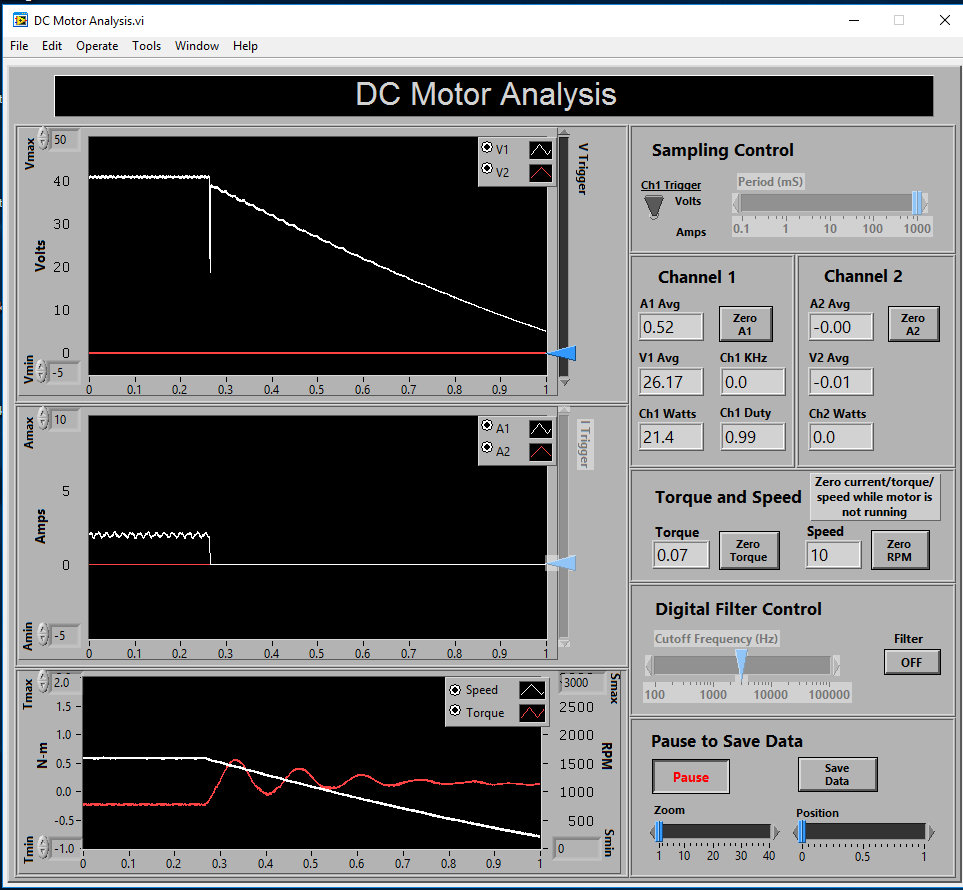 DC Motor Analysis.vi
File Edit Operate Tools Window Help
DC Motor Analysis
Vmax
50
40
30
20
10
0
Volts
Vmin
-5
0 0.1 0.2 0.3 0.4 0.5 0.6 0.7 0.8 0.9 1
V1
V2
V Trigger
Amax
10
5
0
Amps
Amin
-5
0 0.1 0.2 0.3 0.4 0.5 0.6 0.7 0.8 0.9 1
A1
A2
I Trigger
Tmax
2.0
1.5
1.0
0.5
0.0
-0.5
-1.0
N-m
Tmin
0 0.1 0.2 0.3 0.4 0.5 0.6 0.7 0.8 0.9 1
Speed
Torque
Smax
3000
2500
2000
1500
1000
500
0
RPM
Smin
Sampling Control
Ch1 Trigger
Volts
Amps
Period (mS)
0.1 1 10 100 1000
Channel 1
A1 Avg
0.52
Zero
A1
V1 Avg
26.17
Ch1 KHz
0.0
Ch1 Watts
21.4
Ch1 Duty
0.99
Channel 2
A2 Avg
-0.00
Zero
A2
V2 Avg
-0.01
Ch2 Watts
0.0
Torque and Speed
Zero current/torque/
speed while motor is
not running
Torque
0.07
Zero
Torque
Speed
10
Zero
RPM
Digital Filter Control
Cutoff Frequency (Hz)
100 1000 10000 100000
Filter
OFF
Pause to Save Data
Pause
Save
Data
Zoom
1 10 20 30 40
Position
0 0.5 1